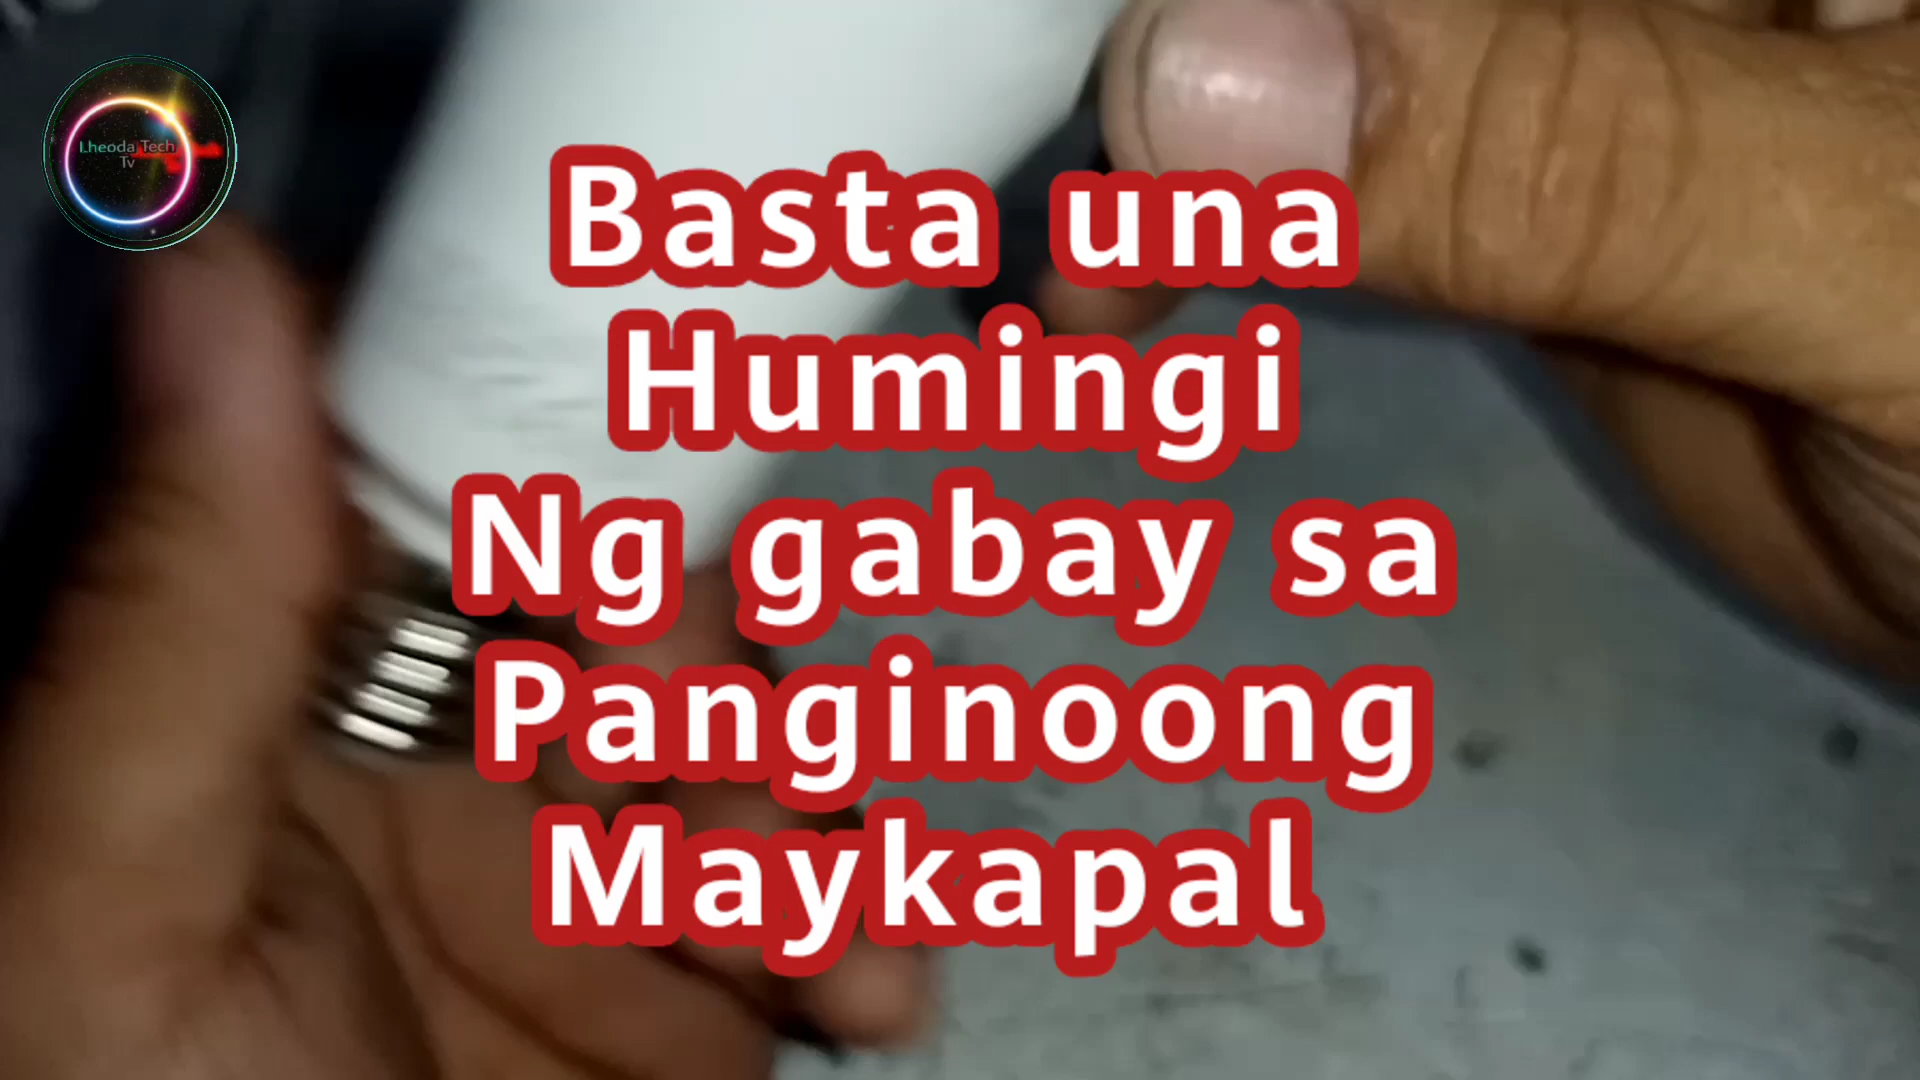 Lheoda Tech
Tv
Basta una
Humingi
Ng gabay sa
Panginoong
Maykapal